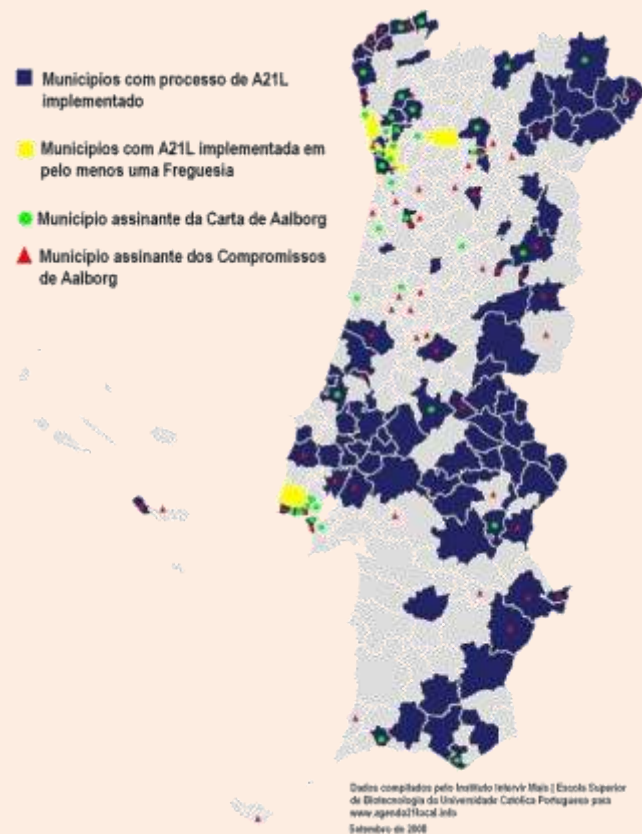 Municipios com processo de A21L
implementado
Municipios com A21L implementada em
pelo menos uma Freguesia
Município assinante da Carta de Aalborg
Município assinante dos Compromissos
de Aalborg
Dados compilados pelo Instituto Intervir Mais | Escola Superior
de Biotecnologia da Universidade Católica Portuguesa para
www.agenda21local.info
Setembro de 2008